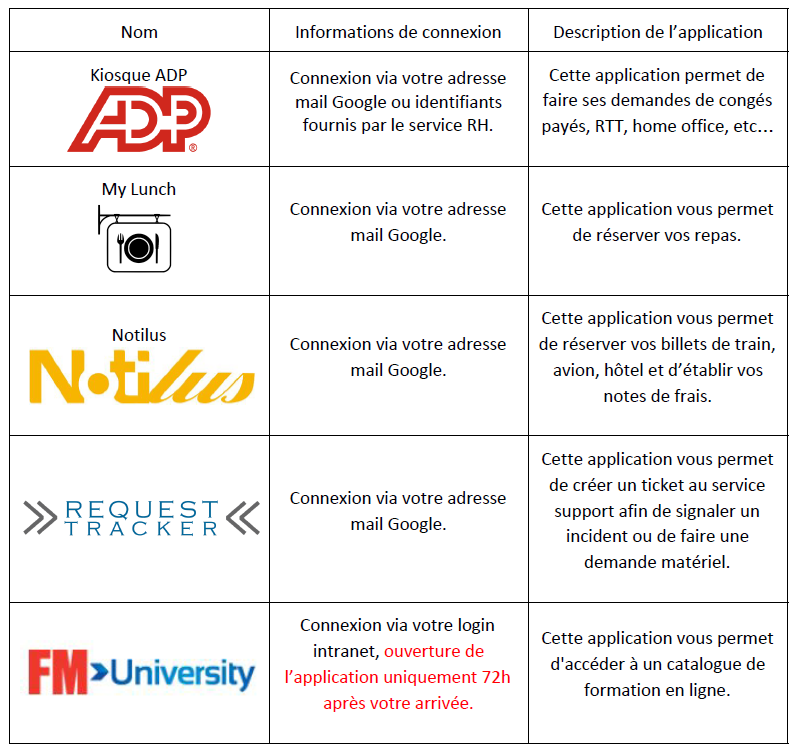 Nom
Informations de connexion
Description de l’application
Kiosque ADP
ADP®
Connexion via votre adresse
mail Google ou identifiants
fournis par le service RH.
Cette application permet de
faire ses demandes de congés
payés, RTT, home office, etc…
My Lunch
Connexion via votre adresse
mail Google.
Cette application vous permet
de réserver vos repas.
Notilus
Notilus
Connexion via votre adresse
mail Google.
Cette application vous permet
de réserver vos billets de train,
avion, hôtel et d’établir vos
notes de frais.
REQUEST
TRACKER
Connexion via votre adresse
mail Google.
Cette application vous permet
de créer un ticket au service
support afin de signaler un
incident ou de faire une
demande matériel.
FM University
Connexion via votre login
intranet, ouverture de
l’application uniquement 72h
après votre arrivée.
Cette application vous permet
d'accéder à un catalogue de
formation en ligne.